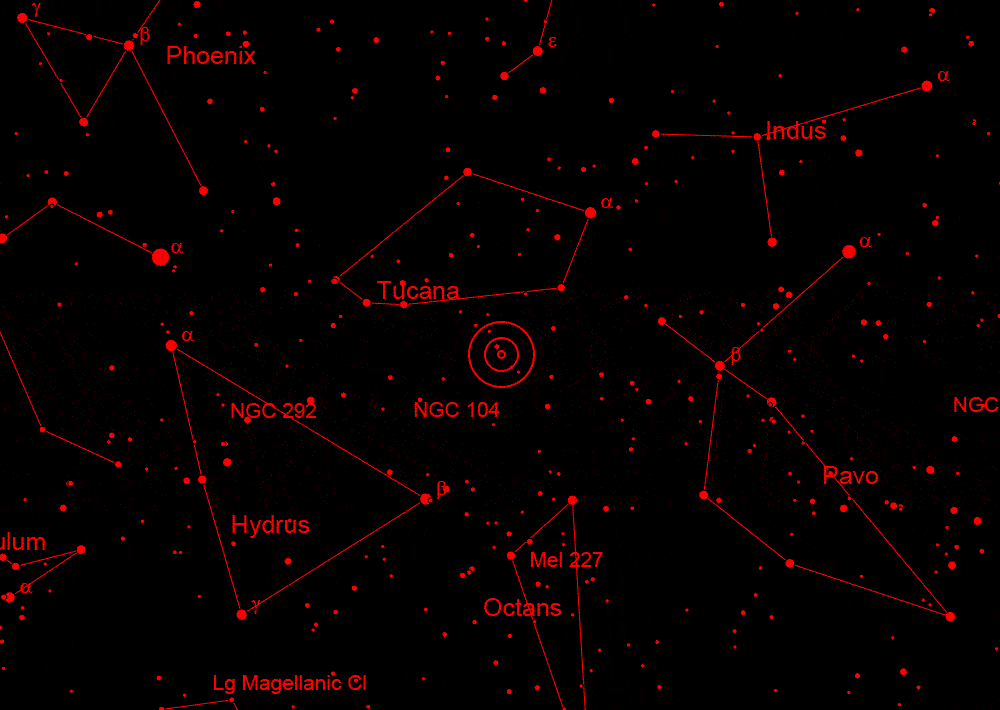 γ
β
Phoenix
ε
α
Indus
α
α
α
Tucana
α
β
NGC 292
NGC 104
NGC
β
Pavo
Hydrus
ulum
Mel 227
α
γ
Octans
Lg Magellanic Cl